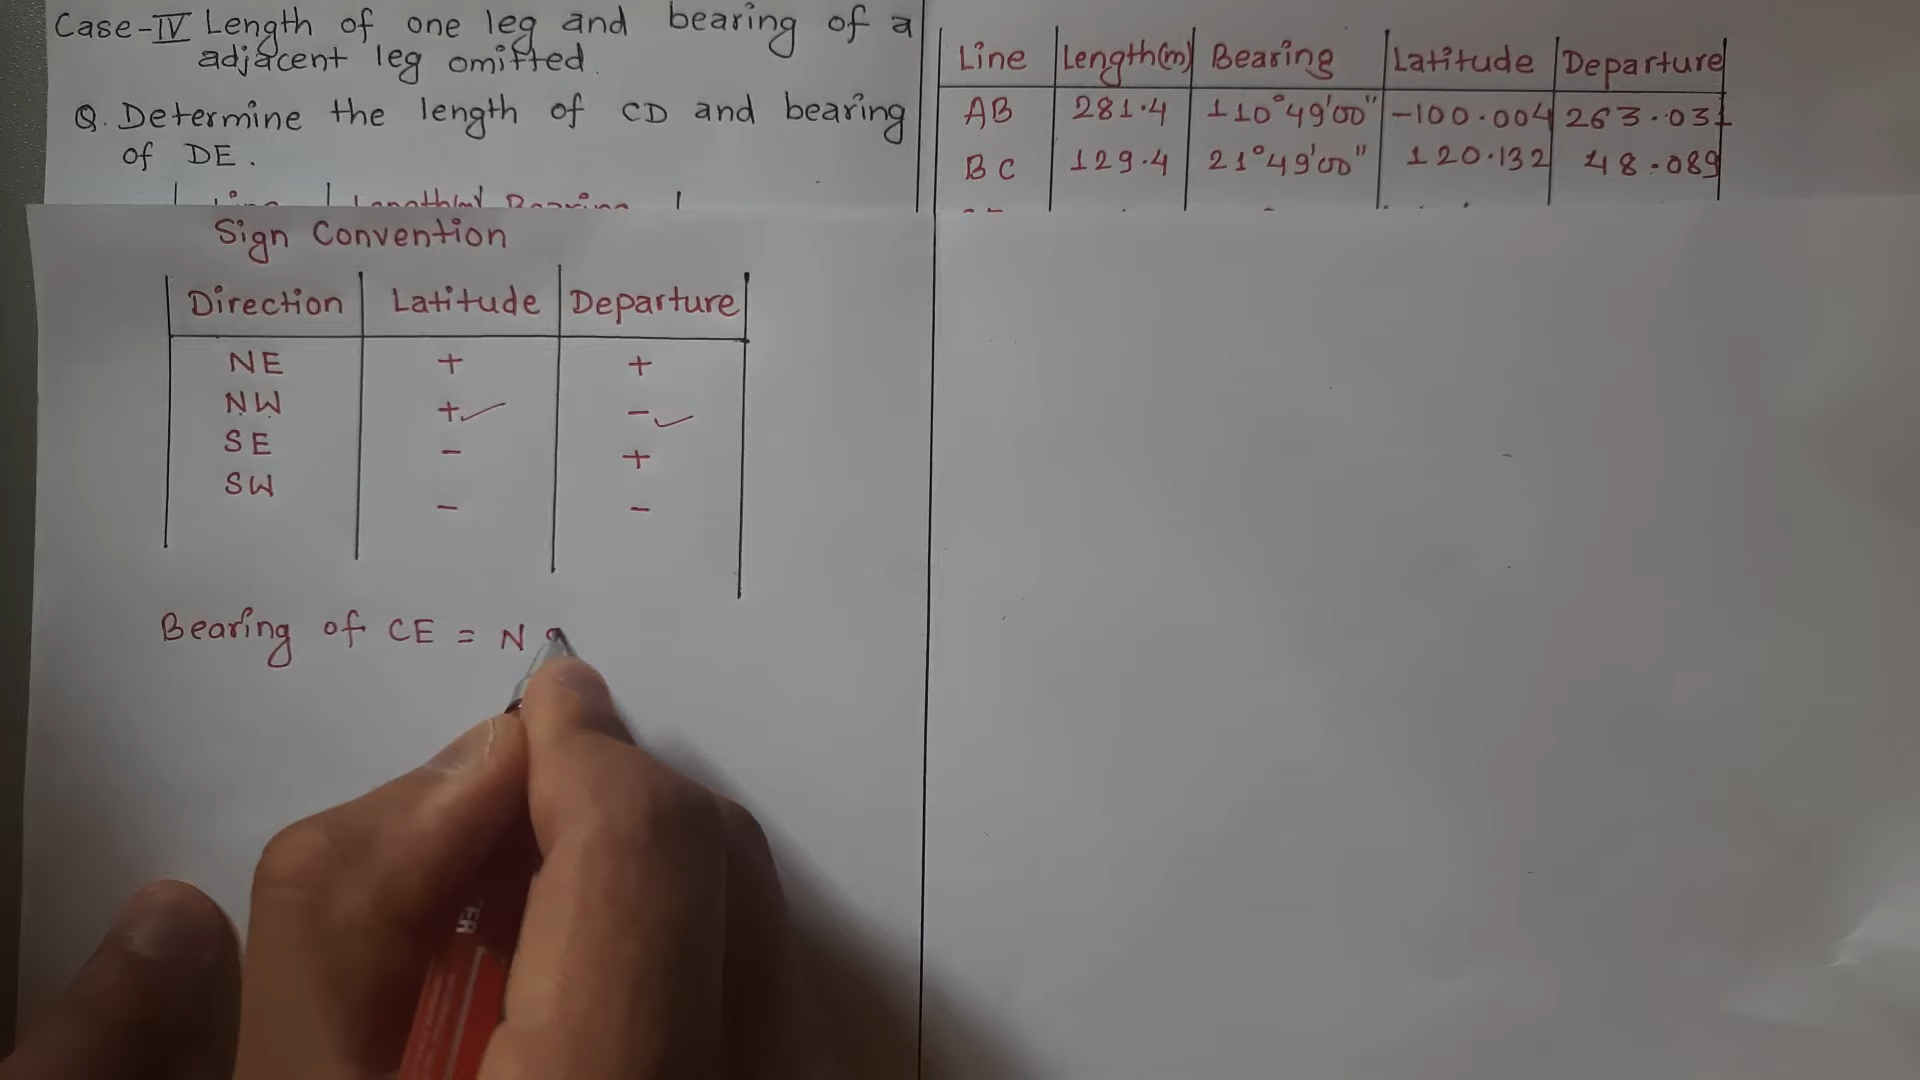 Case-IV Length of one leg and bearing of a
adjacent leg omitted.
Q. Determine the length of CD and bearing
of DE.
Line Length(m) Bearing
Sign Convention
Direction Latitude Departure
NE + +
NW + -
SE - +
SW - -
Bearing of CE = N
Line Length(m) Bearing Latitude Departure
AB 281.4 110°49'00" -100.004 263.031
BC 129.4 21°49'00" 120.132 48.089